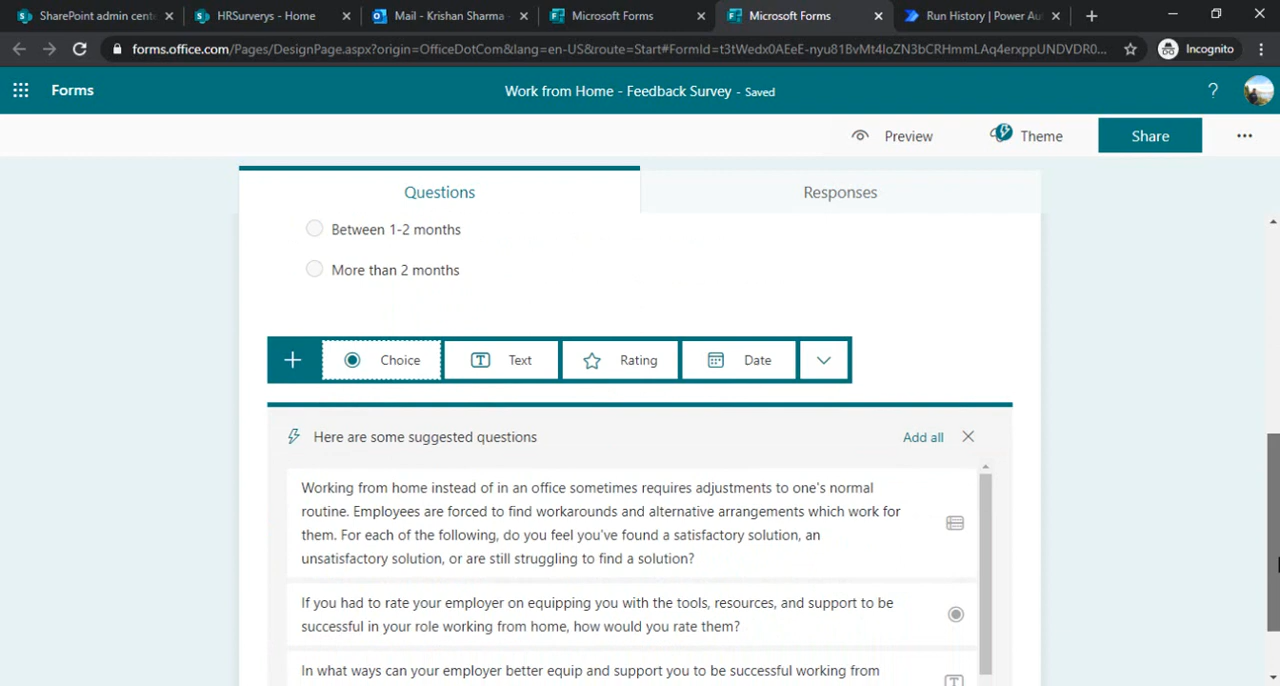 SharePoint admin cent
HRSurverys - Home
Mail - Krishan Sharma
Microsoft Forms
Microsoft Forms
Run History | Power Au
forms.office.com/Pages/DesignPage.aspx?origin=OfficeDotCom&lang=en-US&route=Start#FormId=t3tWedx0AEeE-nyu81BvMt4loZN3bCRHmmLAq4erxppUNDVDR0...
Incognito
Forms
Work from Home - Feedback Survey - Saved
?
Preview
Theme
Share
Questions
Responses
Between 1-2 months
More than 2 months
Choice
Text
Rating
Date
Here are some suggested questions
Add all
Working from home instead of in an office sometimes requires adjustments to one's normal
routine. Employees are forced to find workarounds and alternative arrangements which work for
them. For each of the following, do you feel you've found a satisfactory solution, an
unsatisfactory solution, or are still struggling to find a solution?
If you had to rate your employer on equipping you with the tools, resources, and support to be
successful in your role working from home, how would you rate them?
In what ways can your employer better equip and support you to be successful working from